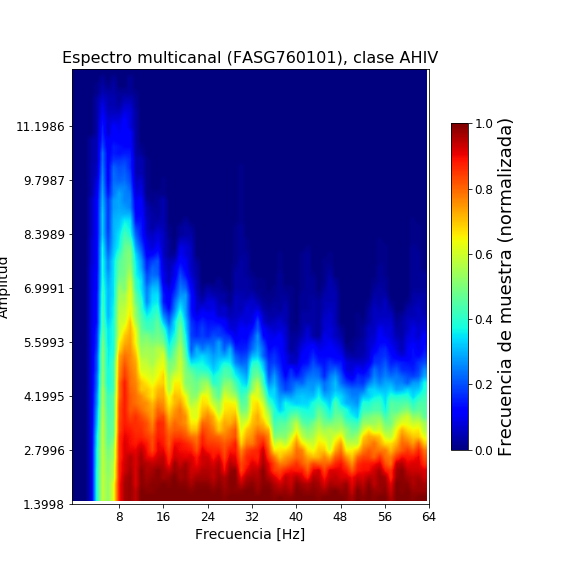 Espectro multicanal (FASG760101), clase AHIV
11.1986
9.7987
8.3989
6.9991
5.5993
4.1995
2.7996
1.3998
Amplitud
8 16 24 32 40 48 56 64
Frecuencia [Hz]
1.0
0.8
0.6
0.4
0.2
0.0
Frecuencia de muestra (normalizada)